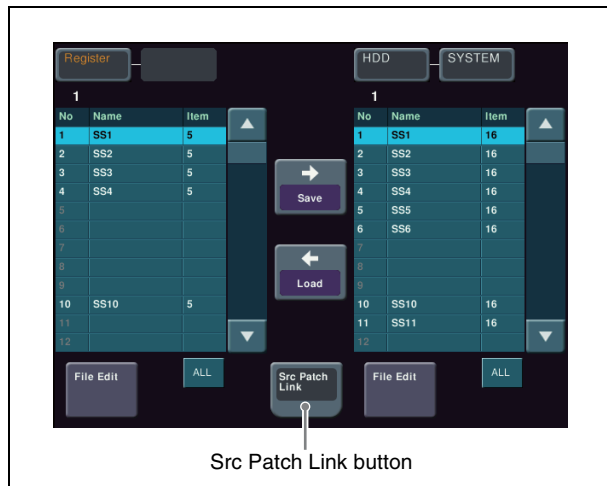 Register
HDD SYSTEM
1
1
No Name Item
1 SS1 5
2 SS2 5
3 SS3 5
4 SS4 5
5
6
7
8
9
10 SS10 5
11
12
Save
Load
No Name Item
1 SS1 16
2 SS2 16
3 SS3 16
4 SS4 16
5 SS5 16
6 SS6 16
7
8
9
10 SS10 16
11 SS11 16
12
File Edit
ALL
Src Patch
Link
File Edit
ALL
Src Patch Link button